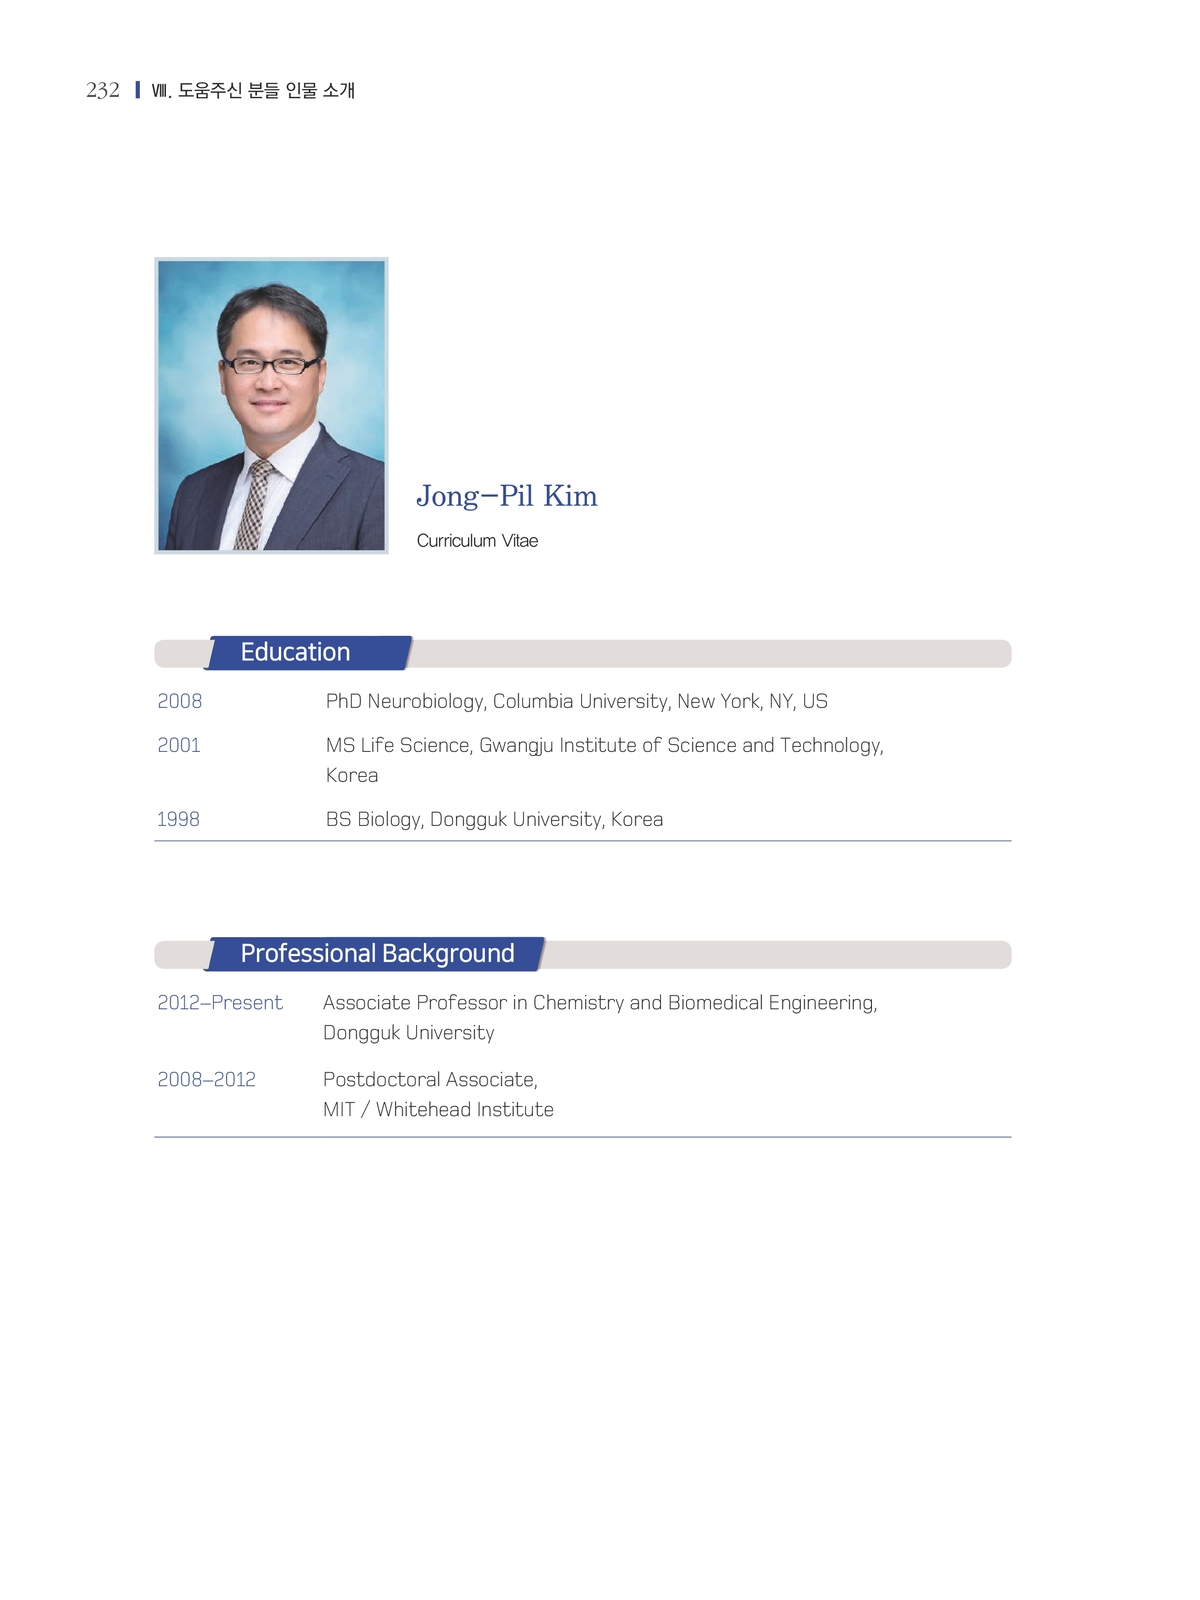 232 Ⅷ. 도움주신 분들 인물 소개
Jong-Pil Kim
Curriculum Vitae
Education
2008 PhD Neurobiology, Columbia University, New York, NY, US
2001 MS Life Science, Gwangju Institute of Science and Technology,
Korea
1998 BS Biology, Dongguk University, Korea
Professional Background
2012–Present Associate Professor in Chemistry and Biomedical Engineering,
Dongguk University
2008–2012 Postdoctoral Associate,
MIT / Whitehead Institute